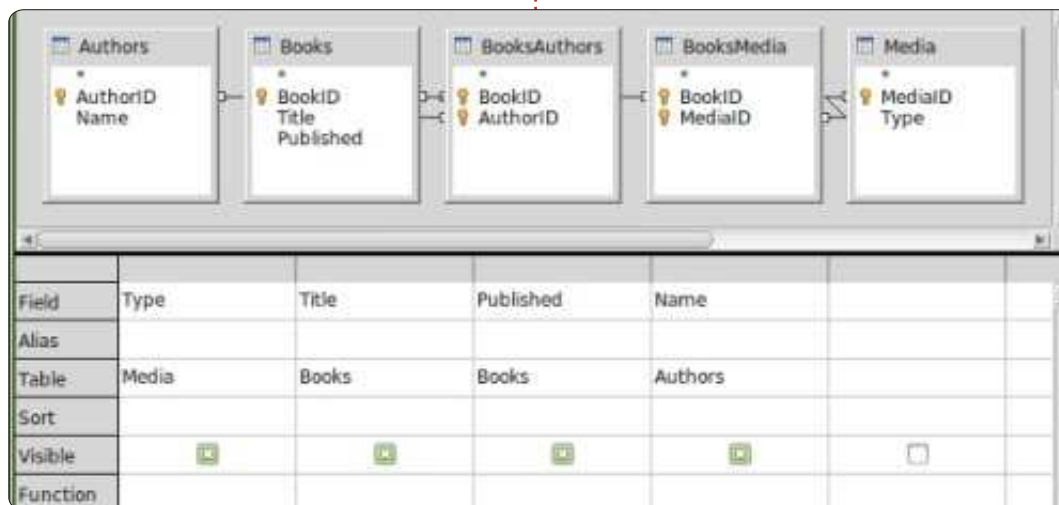 Authors Books BooksAuthors BooksMedia Media
* * * * *
AuthorID BookID BookID BookID MediaID
Name Title AuthorID MediaID Type
Published
Field Type Title Published Name
Alias
Table Media Books Books Authors
Sort
Visible
Function